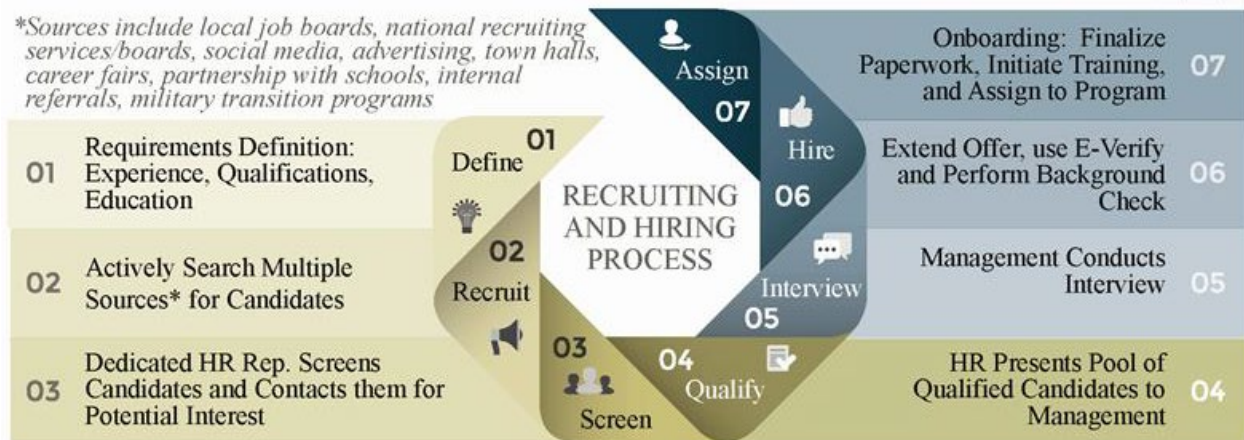 *Sources include local job boards, national recruiting
services/boards, social media, advertising, town halls,
career fairs, partnership with schools, internal
referrals, military transition programs
01
Requirements Definition:
Experience, Qualifications,
Education
02
Actively Search Multiple
Sources* for Candidates
03
Dedicated HR Rep. Screens
Candidates and Contacts them for
Potential Interest
RECRUITING
AND HIRING
PROCESS
01
Define
02
Recruit
03
Screen
04
Qualify
Interview
05
Hire
06
Assign
07
Onboarding: Finalize
Paperwork, Initiate Training,
and Assign to Program
07
Extend Offer, use E-Verify
and Perform Background
Check
06
Management Conducts
Interview
05
HR Presents Pool of
Qualified Candidates to
Management
04